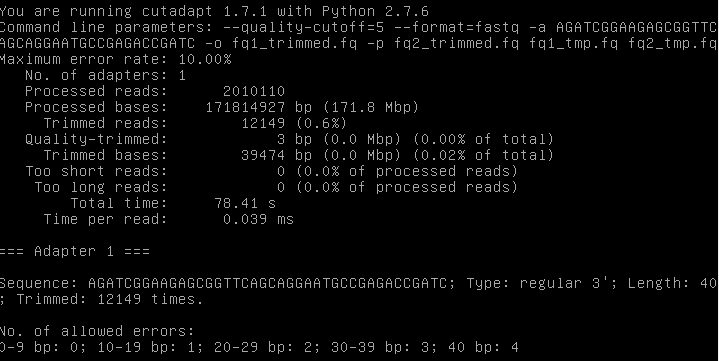 You are running cutadapt 1.7.1 with Python 2.7.6
Command line parameters: --quality-cutoff=5 --format=fastq -a AGATCGGAAGAGCGGTTC
AGCAGGAATGCCGAGACCGATC -o fq1_trimmed.fq -p fq2_trimmed.fq fq1_tmp.fq fq2_tmp.fq
Maximum error rate: 10.00%
No. of adapters: 1
Processed reads: 2010110
Processed bases: 171814927 bp (171.8 Mbp)
Trimmed reads: 12149 (0.6%)
Quality-trimmed: 3 bp (0.0 Mbp) (0.00% of total)
Trimmed bases: 39474 bp (0.0 Mbp) (0.02% of total)
Too short reads: 0 (0.0% of processed reads)
Too long reads: 0 (0.0% of processed reads)
Total time: 78.41 s
Time per read: 0.039 ms
=== Adapter 1 ===
Sequence: AGATCGGAAGAGCGGTTCAGCAGGAATGCCGAGACCGATC; Type: regular 3'; Length: 40
; Trimmed: 12149 times.
No. of allowed errors:
0-9 bp: 0; 10-19 bp: 1; 20-29 bp: 2; 30-39 bp: 3; 40 bp: 4